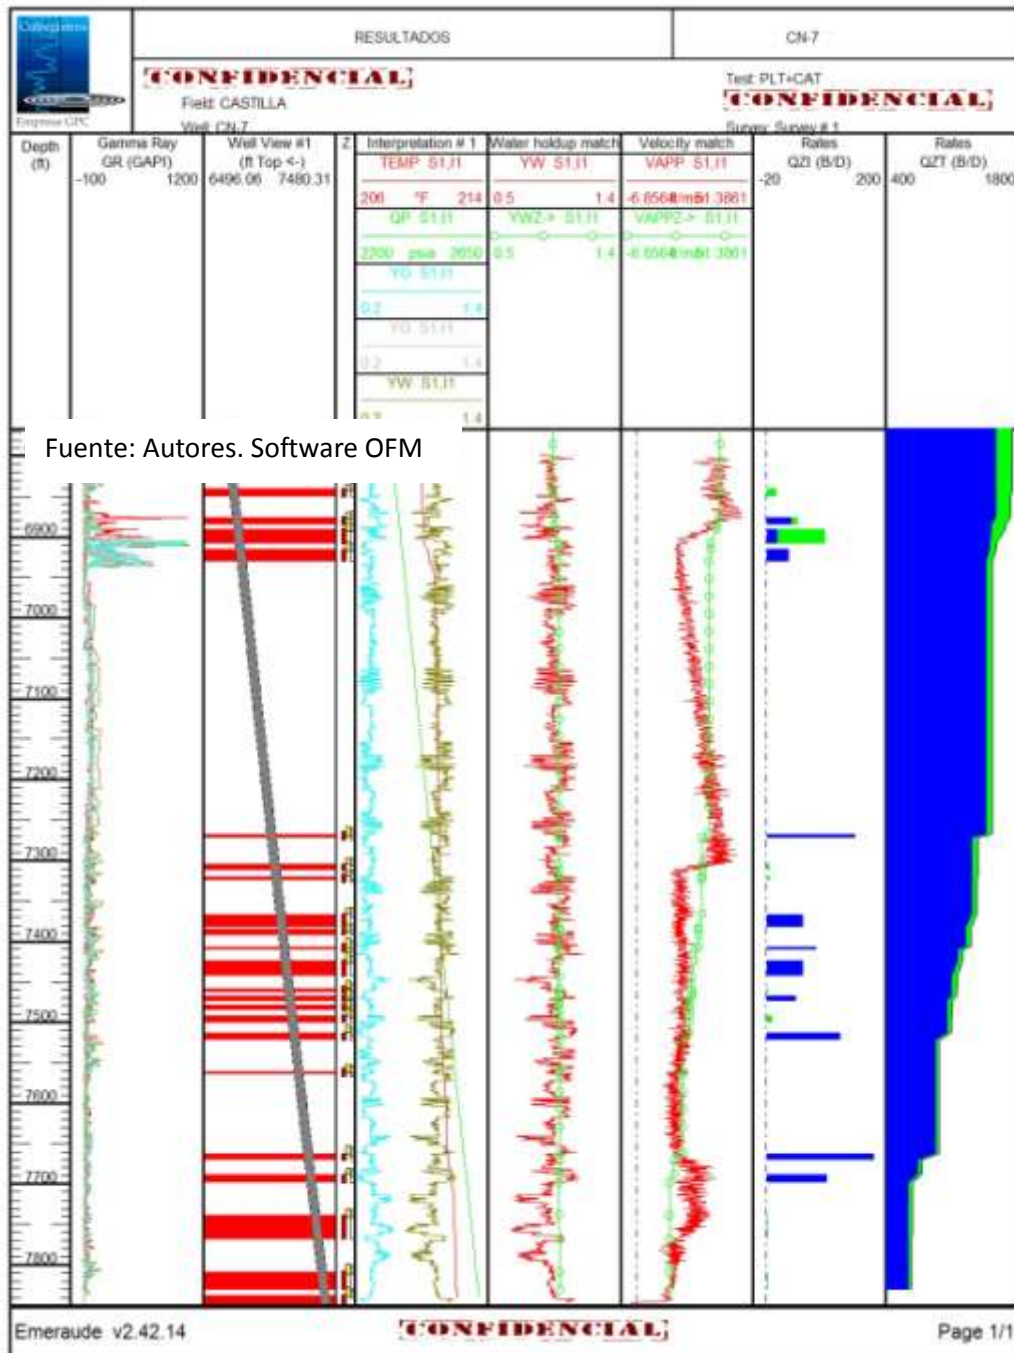 RESULTADOS
CN-7
CONFIDENCIAL
Field: CASTILLA
Well: CN-7
Test: PLT+CAT
CONFIDENCIAL
Survey: Survey # 1
Empresa GPC
Depth
(ft)
Gamma Ray
GR (GAPI)
-100 1200
Well View #1
(ft Top <-)
6496.06 7480.31
Z
Interpretation # 1
TEMP S1,I1
206 °F 214
QP S1,I1
2200 psia 2650
YG S1,I1
0.2 1.4
YO S1,I1
0.2 1.4
YW S1,I1
1.4
Water holdup match
YW S1,I1
0.5 1.4
YWZ-> S1,I1
0.5 1.4
Velocity match
VAPP S1,I1
VAPPZ-> S1,I1
Rates
QZI (B/D)
-20 200
Rates
QZT (B/D)
400 1800
Fuente: Autores. Software OFM
6900
7000
7100
7200
7300
7400
7500
7600
7700
7800
Emeraude v2.42.14
CONFIDENCIAL
Page 1/1